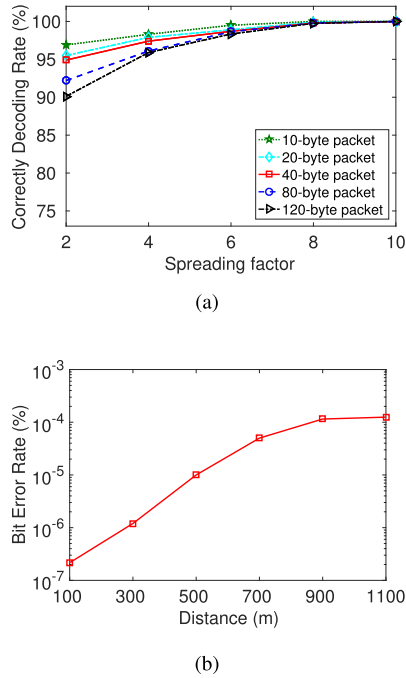 Correctly Decoding Rate (%)
100
95
90
85
80
75
10-byte packet
20-byte packet
40-byte packet
80-byte packet
120-byte packet
2 4 6 8 10
Spreading factor
(a)
Bit Error Rate (%)
10-3
10-4
10-5
10-6
10-7
100 300 500 700 900 1100
Distance (m)
(b)